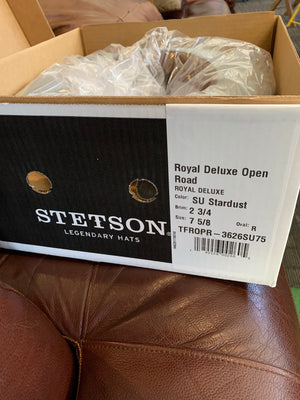 Royal Deluxe Open
Road
ROYAL DELUXE
Color: SU Stardust
Brim: 2 3/4
Size: 7 5/8 Oval: R
TFROPR-3626SU75
STETSON
LEGENDARY HATS